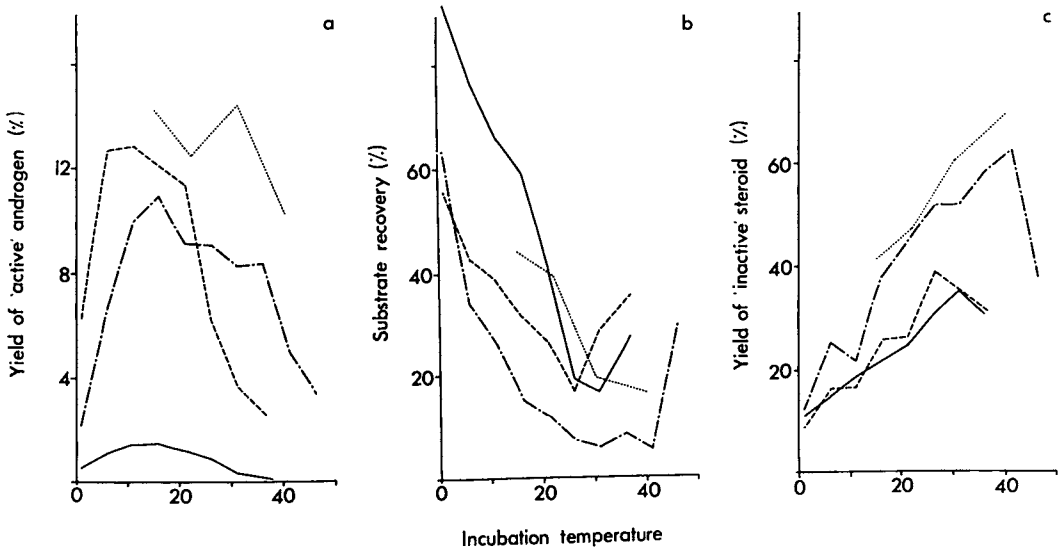 a
Yield of 'active' androgen (%)
12
8
4
0 20 40
b
Substrate recovery (%)
60
40
20
0 20 40
Incubation temperature
c
Yield of 'inactive' steroid (%)
60
40
20
0 20 40